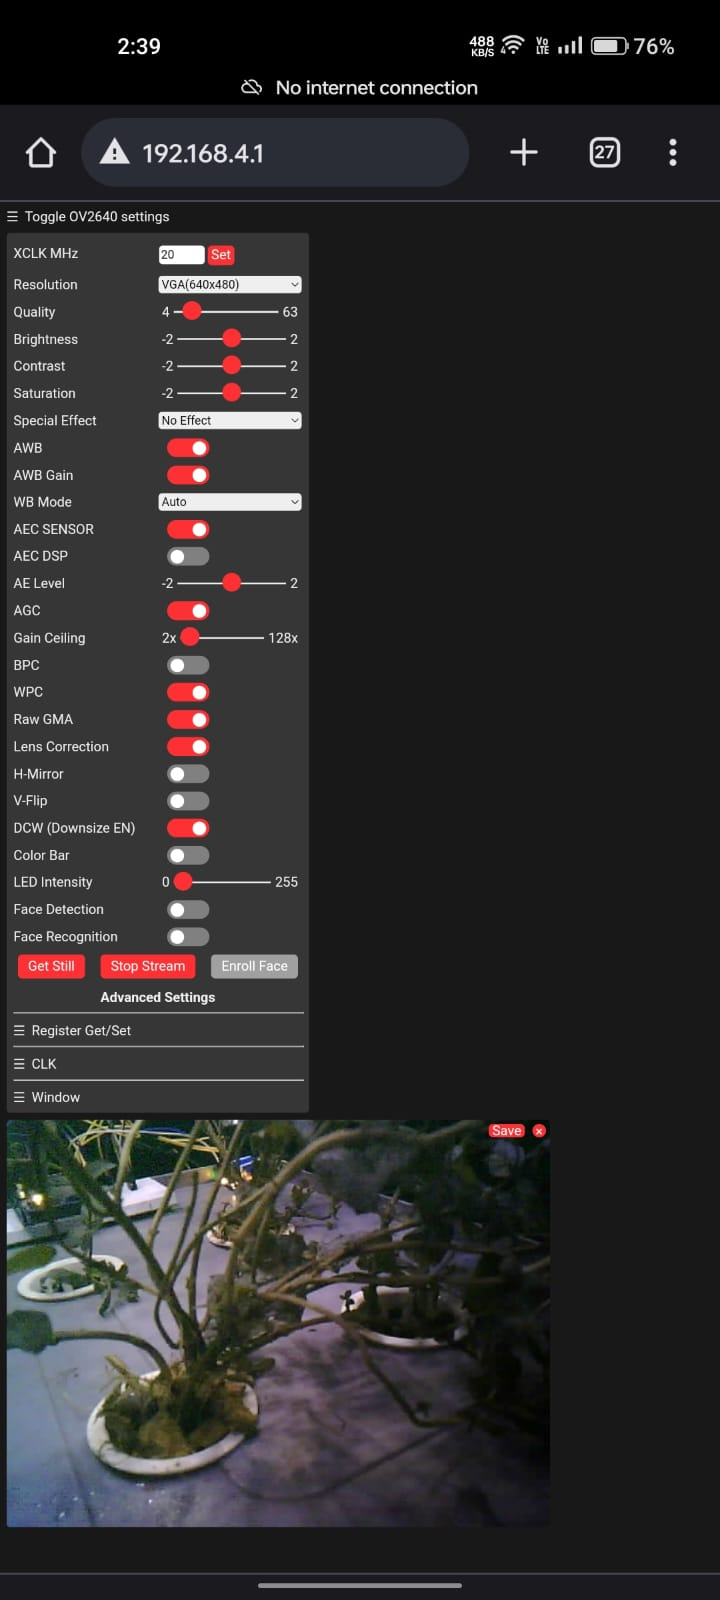 2:39 488 KB/S 4 Vo LTE 76%
No internet connection
192.168.4.1 27
☰ Toggle OV2640 settings
XCLK MHz 20 Set
Resolution VGA(640x480)
Quality 4 63
Brightness -2 2
Contrast -2 2
Saturation -2 2
Special Effect No Effect
AWB
AWB Gain
WB Mode Auto
AEC SENSOR
AEC DSP
AE Level -2 2
AGC
Gain Ceiling 2x 128x
BPC
WPC
Raw GMA
Lens Correction
H-Mirror
V-Flip
DCW (Downsize EN)
Color Bar
LED Intensity 0 255
Face Detection
Face Recognition
Get Still Stop Stream Enroll Face
Advanced Settings
☰ Register Get/Set
☰ CLK
☰ Window
Save ×